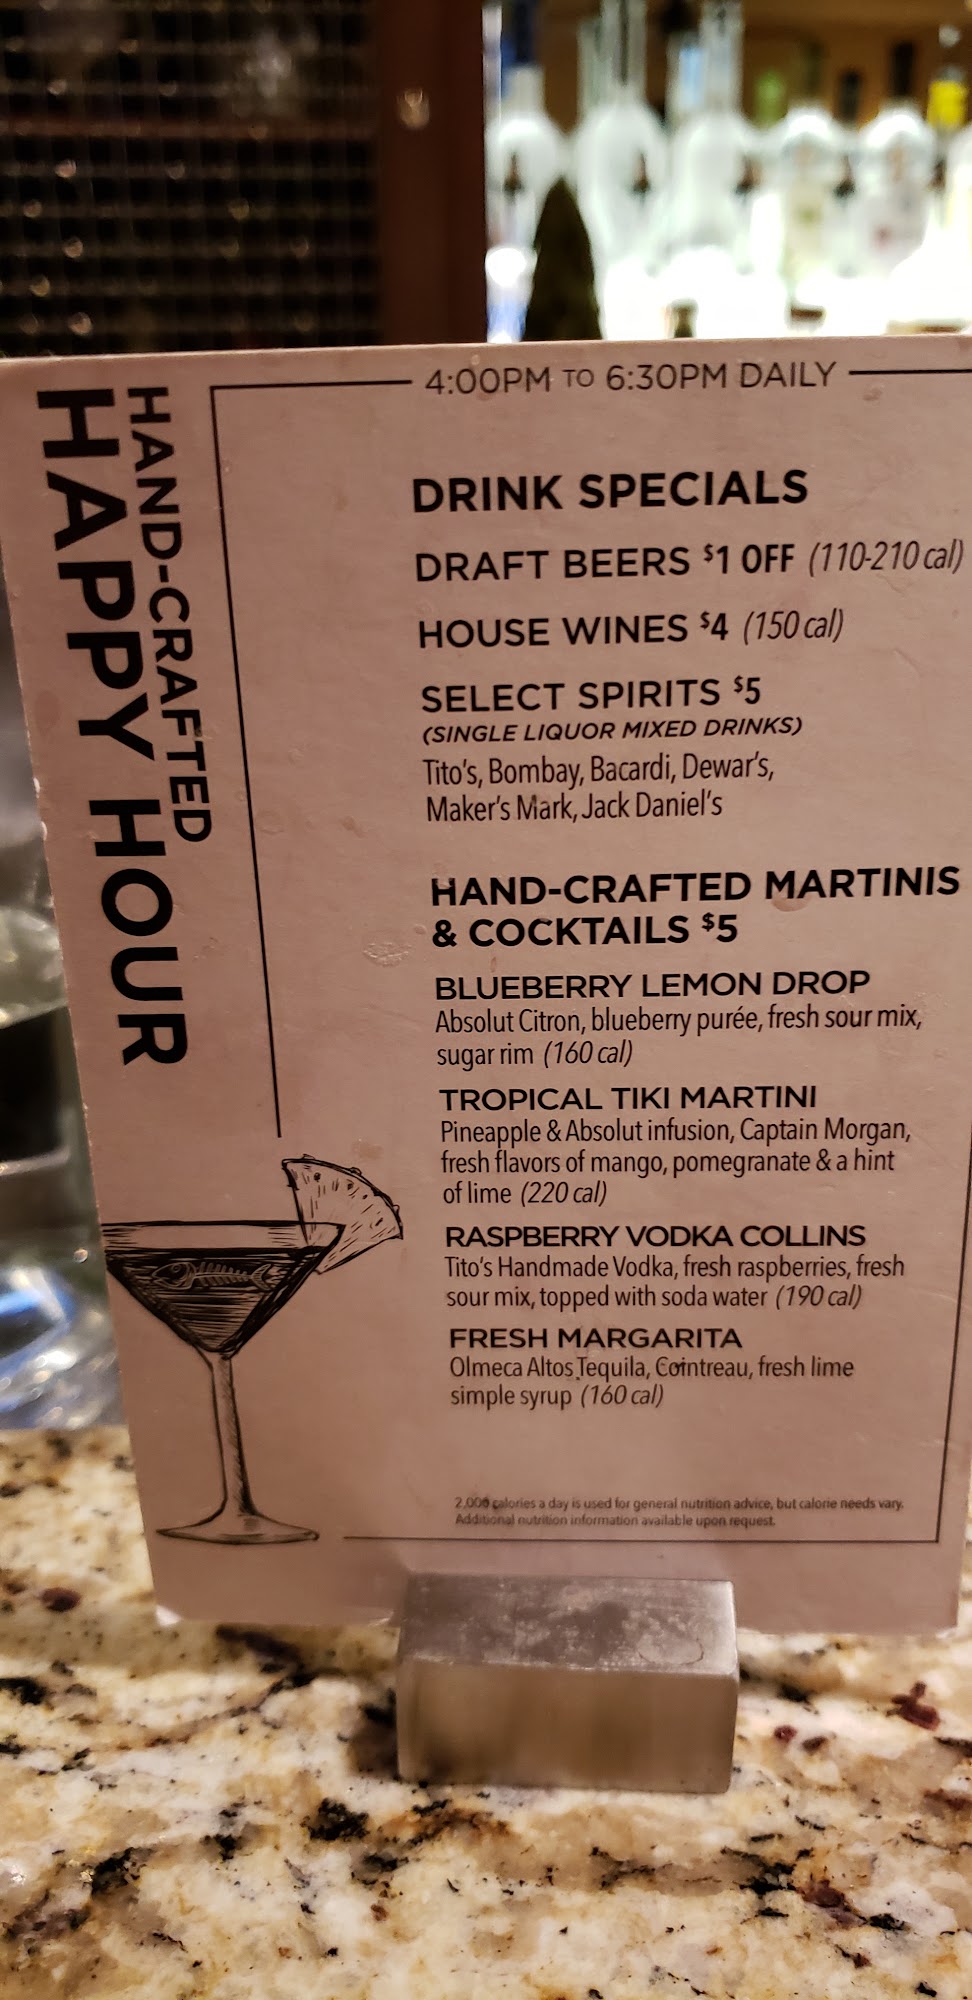 HAND-CRAFTED
HAPPY HOUR
4:00PM TO 6:30PM DAILY
DRINK SPECIALS
DRAFT BEERS $1 OFF (110-210 cal)
HOUSE WINES $4 (150 cal)
SELECT SPIRITS $5
(SINGLE LIQUOR MIXED DRINKS)
Tito's, Bombay, Bacardi, Dewar's,
Maker's Mark, Jack Daniel's
HAND-CRAFTED MARTINIS
& COCKTAILS $5
BLUEBERRY LEMON DROP
Absolut Citron, blueberry purée, fresh sour mix,
sugar rim (160 cal)
TROPICAL TIKI MARTINI
Pineapple & Absolut infusion, Captain Morgan,
fresh flavors of mango, pomegranate & a hint
of lime (220 cal)
RASPBERRY VODKA COLLINS
Tito's Handmade Vodka, fresh raspberries, fresh
sour mix, topped with soda water (190 cal)
FRESH MARGARITA
Olmeca Altos Tequila, Cointreau, fresh lime
simple syrup (160 cal)
2,000 calories a day is used for general nutrition advice, but calorie needs vary.
Additional nutrition information available upon request.